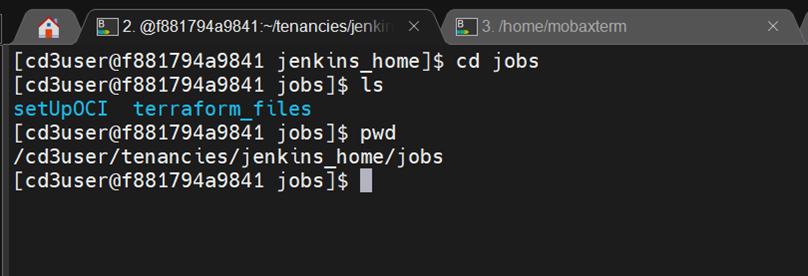 2. @f881794a9841:~/tenancies/jenkin
3. /home/mobaxterm
[cd3user@f881794a9841 jenkins_home]$ cd jobs
[cd3user@f881794a9841 jobs]$ ls
setUpOCI  terraform_files
[cd3user@f881794a9841 jobs]$ pwd
/cd3user/tenancies/jenkins_home/jobs
[cd3user@f881794a9841 jobs]$